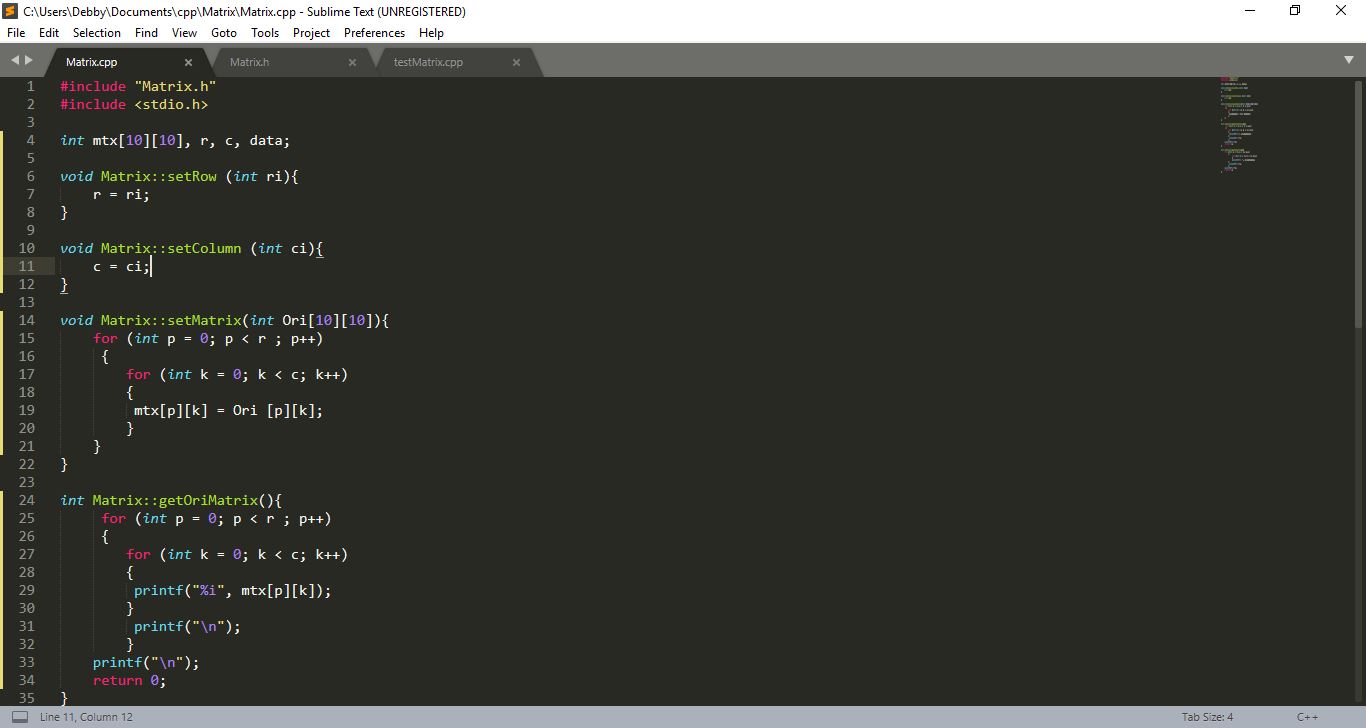 C:\Users\Debby\Documents\cpp\Matrix\Matrix.cpp - Sublime Text (UNREGISTERED)
File Edit Selection Find View Goto Tools Project Preferences Help
Matrix.cpp × Matrix.h × testMatrix.cpp ×
1 #include "Matrix.h"
2 #include <stdio.h>
3
4 int mtx[10][10], r, c, data;
5
6 void Matrix::setRow (int ri){
7     r = ri;
8 }
9
10 void Matrix::setColumn (int ci){
11     c = ci;
12 }
13
14 void Matrix::setMatrix(int Ori[10][10]){
15     for (int p = 0; p < r ; p++)
16      {
17         for (int k = 0; k < c; k++)
18         {
19          mtx[p][k] = Ori [p][k];
20         }
21     }
22 }
23
24 int Matrix::getOriMatrix(){
25      for (int p = 0; p < r ; p++)
26      {
27         for (int k = 0; k < c; k++)
28         {
29          printf("%i", mtx[p][k]);
30         }
31          printf("\n");
32         }
33     printf("\n");
34     return 0;
35 }
Line 11, Column 12 Tab Size: 4 C++